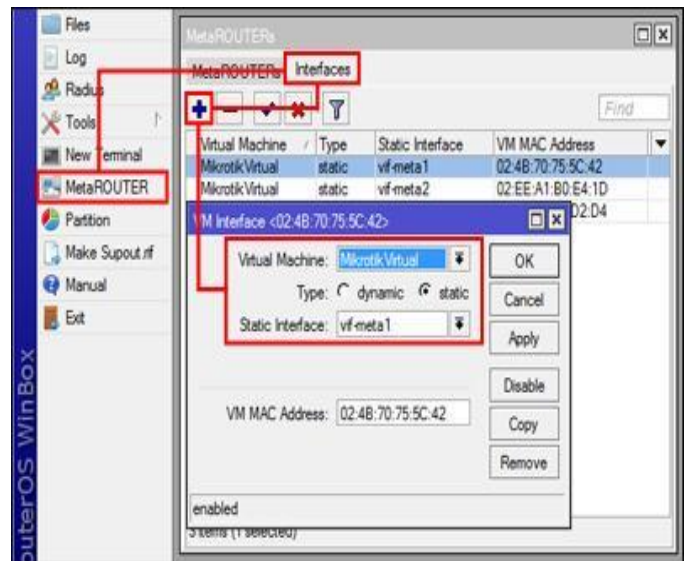 Files
Log
Radius
Tools
New Terminal
MetaROUTER
Partition
Make Supout.rif
Manual
Exit
outerOS WinBox
MetaROUTERs
MetaROUTERs Interfaces
Find
Virtual Machine / Type Static Interface VM MAC Address
Mikrotik Virtual static vif-meta1 02:4B:70:75:5C:42
Mikrotik Virtual static vif-meta2 02:EE:A1:B0:E4:1D
D2:D4
VM Interface <02:4B:70:75:5C:42>
Virtual Machine: Mikrotik Virtual
Type: dynamic static
Static Interface: vif-meta1
VM MAC Address: 02:4B:70:75:5C:42
OK
Cancel
Apply
Disable
Copy
Remove
enabled
3 items (1 selected)